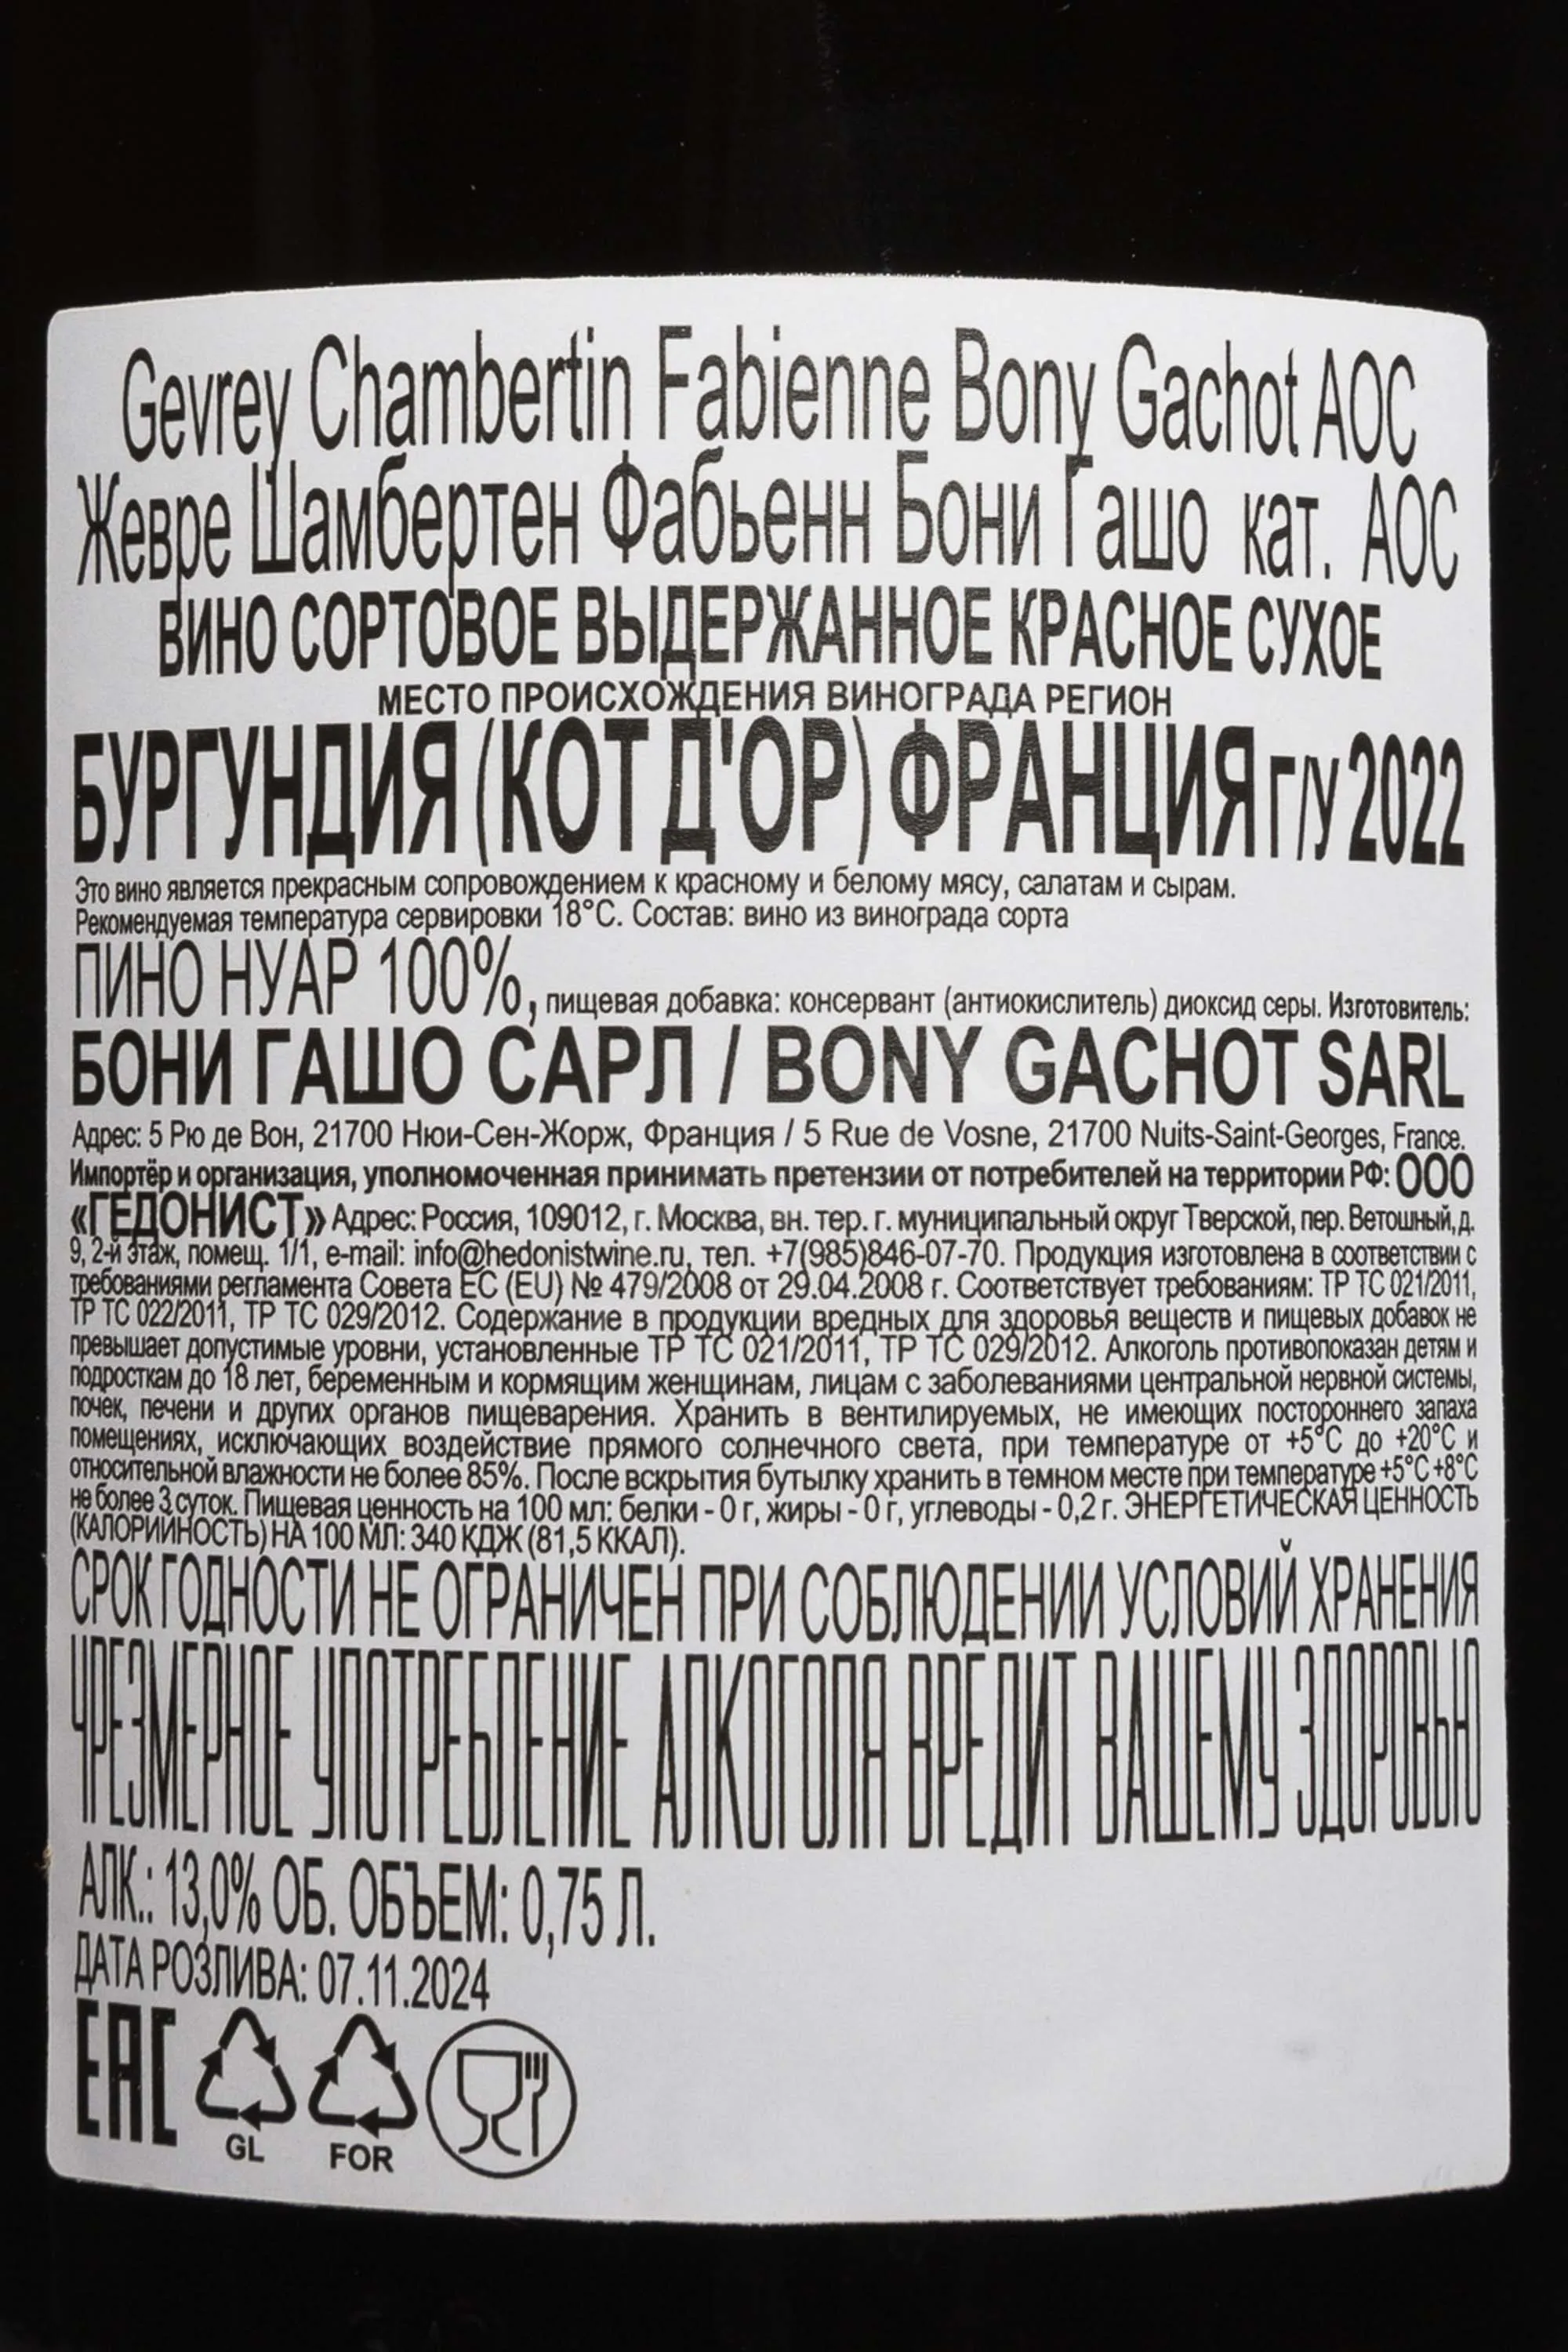 Gevrey Chambertin Fabienne Bony Gachot AOC
Жевре Шамбертен Фабьенн Бони Гашо кат. АОС
ВИНО СОРТОВОЕ ВЫДЕРЖАННОЕ КРАСНОЕ СУХОЕ
МЕСТО ПРОИСХОЖДЕНИЯ ВИНОГРАДА РЕГИОН
БУРГУНДИЯ (КОТ Д'ОР) ФРАНЦИЯ Г/У 2022
Это вино является прекрасным сопровождением к красному и белому мясу, салатам и сырам.
Рекомендуемая температура сервировки 18°С. Состав: вино из винограда сорта
ПИНО НУАР 100%, пищевая добавка: консервант (антиокислитель) диоксид серы. Изготовитель:
БОНИ ГАШО САРЛ / BONY GACHOT SARL
Адрес: 5 Рю де Вон, 21700 Нюи-Сен-Жорж, Франция / 5 Rue de Vosne, 21700 Nuits-Saint-Georges, France.
Импортёр и организация, уполномоченная принимать претензии от потребителей на территории РФ: ООО
«ГЕДОНИСТ» Адрес: Россия, 109012, г. Москва, вн. тер. г. муниципальный округ Тверской, пер. Ветошный, д.
9, 2-й этаж, помещ. 1/1, e-mail: info@hedonistwine.ru, тел. +7(985)846-07-70. Продукция изготовлена в соответствии с
требованиями регламента Совета ЕС (EU) № 479/2008 от 29.04.2008 г. Соответствует требованиям: ТР ТС 021/2011,
ТР ТС 022/2011, ТР ТС 029/2012. Содержание в продукции вредных для здоровья веществ и пищевых добавок не
превышает допустимые уровни, установленные ТР ТС 021/2011, ТР ТС 029/2012. Алкоголь противопоказан детям и
подросткам до 18 лет, беременным и кормящим женщинам, лицам с заболеваниями центральной нервной системы,
почек, печени и других органов пищеварения. Хранить в вентилируемых, не имеющих постороннего запаха
помещениях, исключающих воздействие прямого солнечного света, при температуре от +5°С до +20°С и
относительной влажности не более 85%. После вскрытия бутылку хранить в темном месте при температуре +5°С +8°С
не более 3 суток. Пищевая ценность на 100 мл: белки - 0 г, жиры - 0 г, углеводы - 0,2 г. ЭНЕРГЕТИЧЕСКАЯ ЦЕННОСТЬ
(КАЛОРИЙНОСТЬ) НА 100 МЛ: 340 КДЖ (81,5 ККАЛ).
СРОК ГОДНОСТИ НЕ ОГРАНИЧЕН ПРИ СОБЛЮДЕНИИ УСЛОВИЙ ХРАНЕНИЯ
ЧРЕЗМЕРНОЕ УПОТРЕБЛЕНИЕ АЛКОГОЛЯ ВРЕДИТ ВАШЕМУ ЗДОРОВЬЮ
АЛК.: 13,0% ОБ. ОБЪЕМ: 0,75 Л.
ДАТА РОЗЛИВА: 07.11.2024
EAC
GL FOR